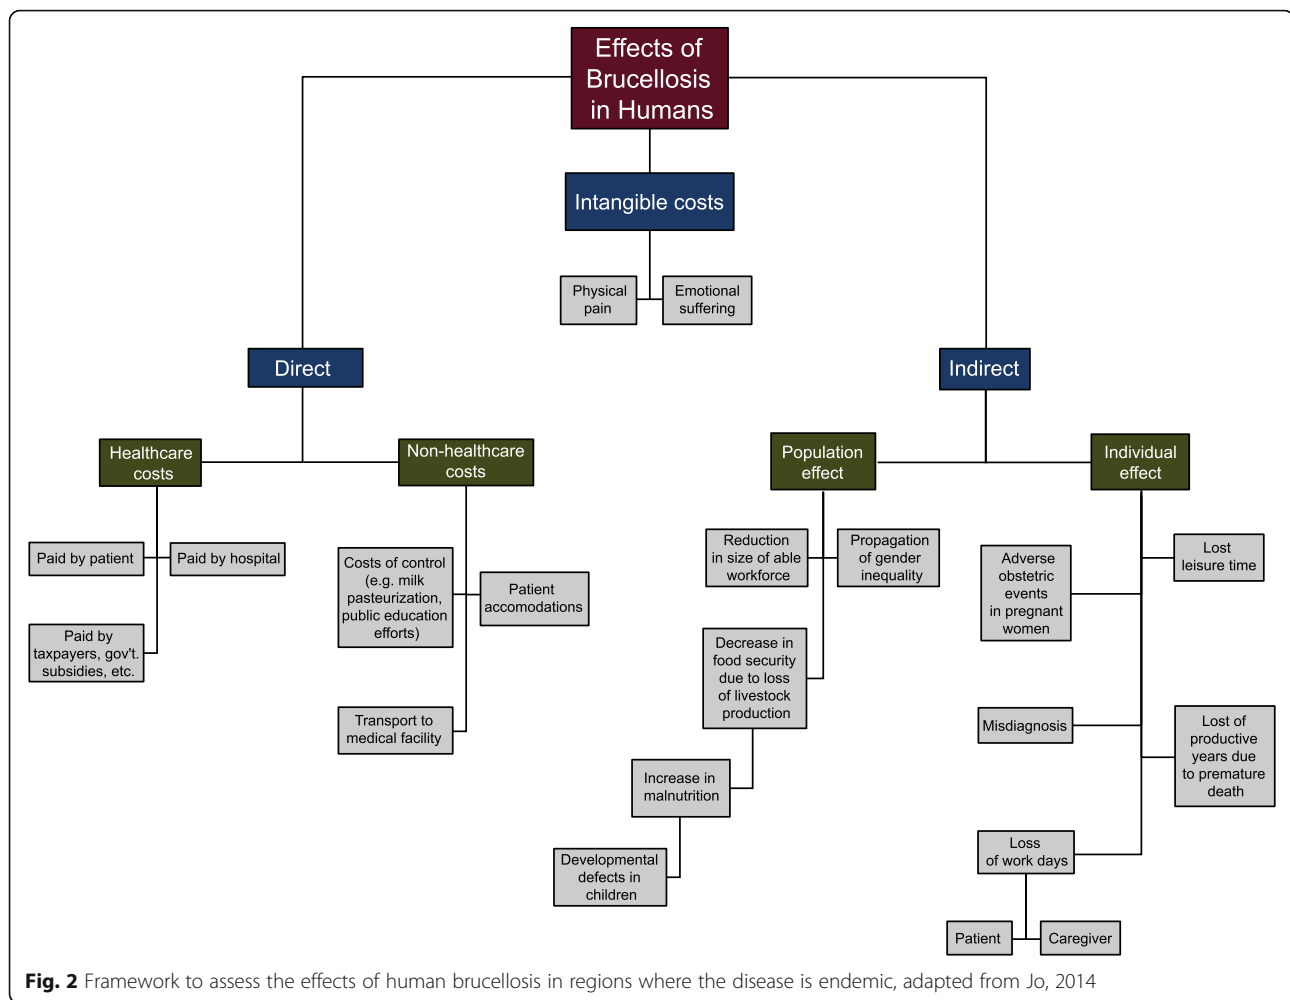 Effects of
Brucellosis
in Humans
Intangible costs
Physical
pain
Emotional
suffering
Direct
Indirect
Healthcare
costs
Non-healthcare
costs
Population
effect
Individual
effect
Paid by patient
Paid by hospital
Paid by
taxpayers, gov't.
subsidies, etc.
Costs of control
(e.g. milk
pasteurization,
public education
efforts)
Patient
accomodations
Transport to
medical facility
Reduction
in size of able
workforce
Propagation
of gender
inequality
Decrease in
food security
due to loss
of livestock
production
Increase in
malnutrition
Developmental
defects in
children
Adverse
obstetric
events
in pregnant
women
Lost
leisure time
Misdiagnosis
Lost of
productive
years due
to premature
death
Loss
of work days
Patient
Caregiver
Fig. 2 Framework to assess the effects of human brucellosis in regions where the disease is endemic, adapted from Jo, 2014